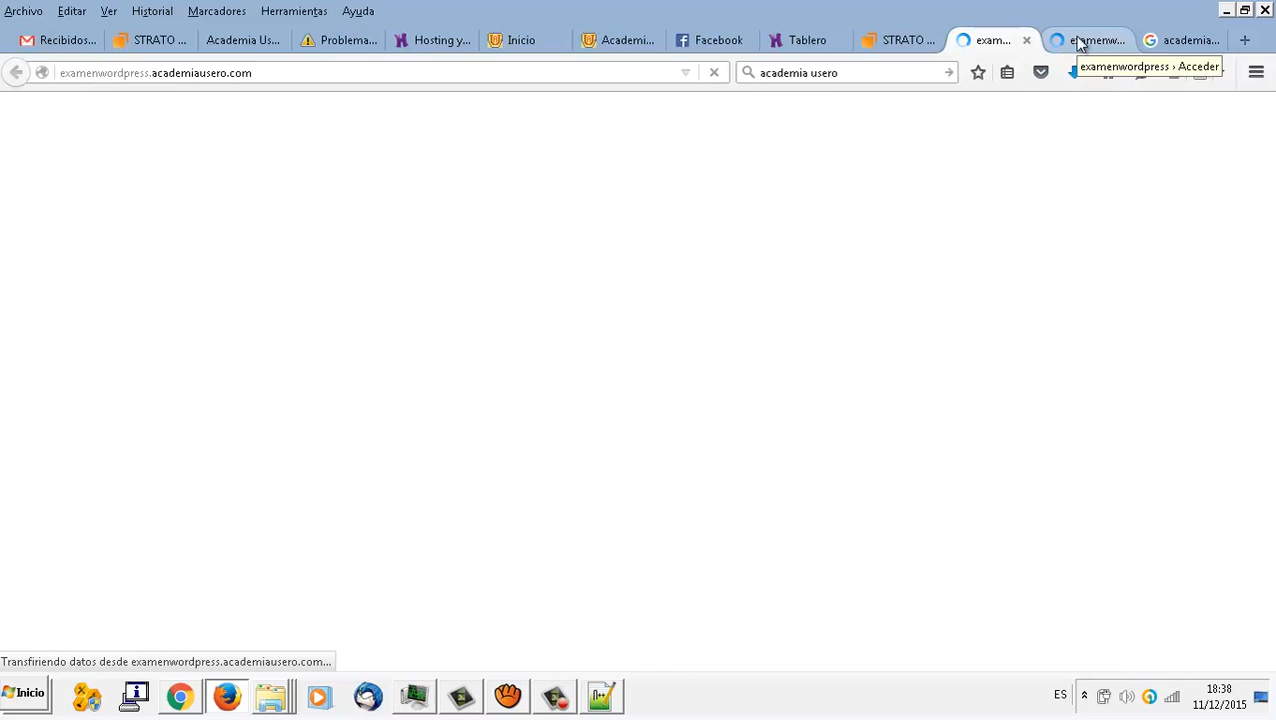 Archivo Editar Ver Historial Marcadores Herramientas Ayuda
Recibidos... STRATO ... Academia Us... Problema... Hosting y... Inicio Academi... Facebook Tablero STRATO ... exam... examenw... academia...
examenwordpress.academiausero.com academia usero
examenwordpress › Acceder
Transfiriendo datos desde examenwordpress.academiausero.com...
Inicio ES 18:38
11/12/2015